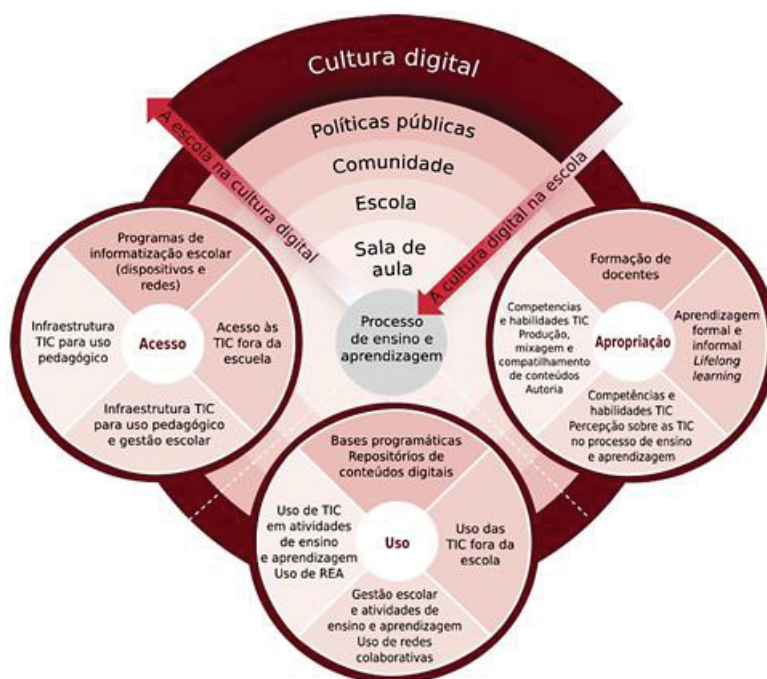 Cultura digital
Políticas públicas
Comunidade
Escola
Sala de
aula
Processo
de ensino e
aprendizagem
A escola na cultura digital
A cultura digital na escola
Programas de
informatização escolar
(dispositivos e
redes)
Infraestrutura
TIC para uso
pedagógico
Acesso
Acesso às
TIC fora da
escuela
Infraestrutura TIC
para uso pedagógico
e gestão escolar
Bases programáticas
Repositórios de
conteúdos digitais
Uso de TIC
em atividades
de ensino
e aprendizagem
Uso de REA
Uso
Uso das
TIC fora da
escola
Gestão escolar
e atividades de
ensino e aprendizagem
Uso de redes
colaborativas
Formação de
docentes
Competencias
e habilidades TIC
Produção,
mixagem e
compatilhamento
de conteúdos
Autoria
Apropriação
Aprendizagem
formal e
informal
Lifelong
learning
Competências e
habilidades TIC
Percepção sobre as TIC
no processo de ensino
e aprendizagem